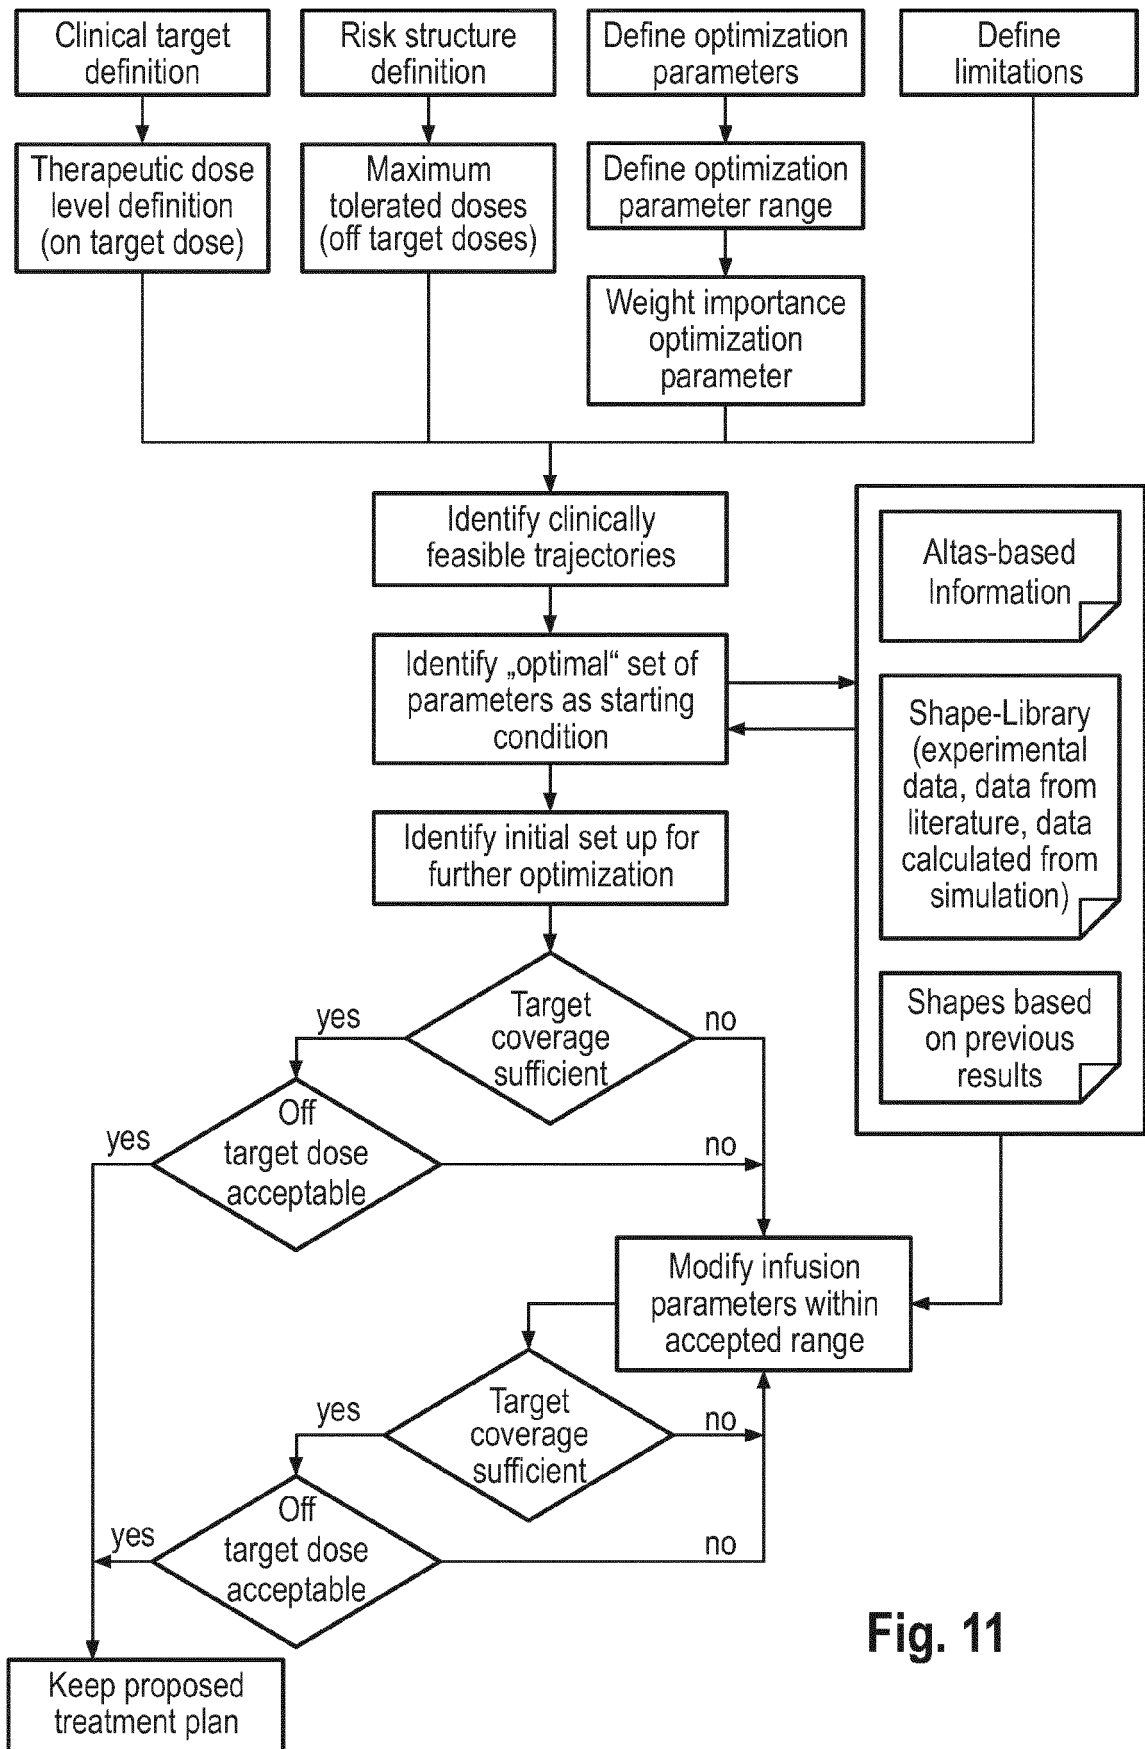 Clinical target
definition
Risk structure
definition
Define optimization
parameters
Define
limitations
Therapeutic dose
level definition
(on target dose)
Maximum
tolerated doses
(off target doses)
Define optimization
parameter range
Weight importance
optimization
parameter
Identify clinically
feasible trajectories
Identify „optimal“ set of
parameters as starting
condition
Identify initial set up for
further optimization
Altas-based
Information
Shape-Library
(experimental
data, data from
literature, data
calculated from
simulation)
Shapes based
on previous
results
Target
coverage
sufficient
yes
no
Off
target dose
acceptable
yes
no
Modify infusion
parameters within
accepted range
Target
coverage
sufficient
yes
no
Off
target dose
acceptable
yes
no
Keep proposed
treatment plan
Fig. 11